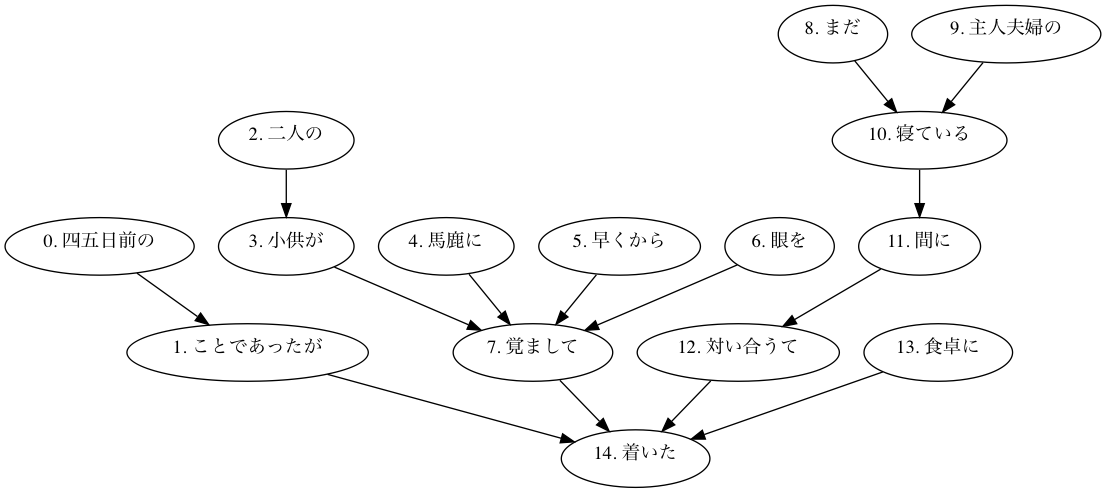 8. まだ
9. 主人夫婦の
2. 二人の
10. 寝ている
0. 四五日前の
3. 小供が
4. 馬鹿に
5. 早くから
6. 眼を
11. 間に
1. ことであったが
7. 覚まして
12. 対い合うて
13. 食卓に
14. 着いた